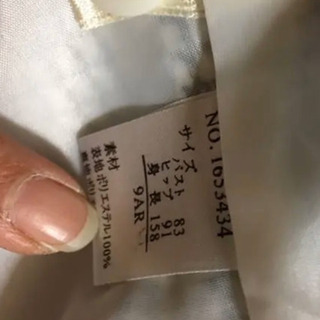 NO. 1653434
サイズ
バスト 83
ヒップ 91
身長 158
9AR
素材
表地 ポリエステル100%